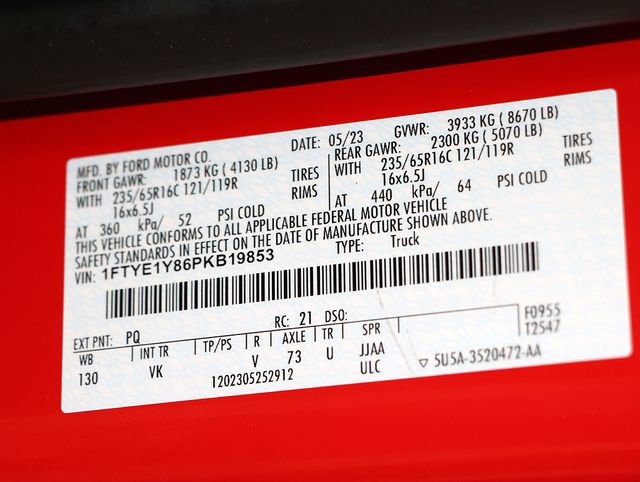 MFD. BY FORD MOTOR CO. DATE: 05/23 GVWR: 3933 KG ( 8670 LB)
FRONT GAWR: 1873 KG ( 4130 LB) REAR GAWR: 2300 KG ( 5070 LB)
WITH 235/65R16C 121/119R TIRES WITH 235/65R16C 121/119R TIRES
16x6.5J RIMS 16x6.5J RIMS
AT 360 kPa/ 52 PSI COLD AT 440 kPa/ 64 PSI COLD
THIS VEHICLE CONFORMS TO ALL APPLICABLE FEDERAL MOTOR VEHICLE
SAFETY STANDARDS IN EFFECT ON THE DATE OF MANUFACTURE SHOWN ABOVE.
VIN: 1FTYE1Y86PKB19853 TYPE: Truck
EXT PNT: PQ RC: 21 DSO: F0955
WB INT TR TP/PS R AXLE TR SPR T2547
130 VK V 73 U JJAA
1202305252912 ULC ▽ 5U5A-3520472-AA